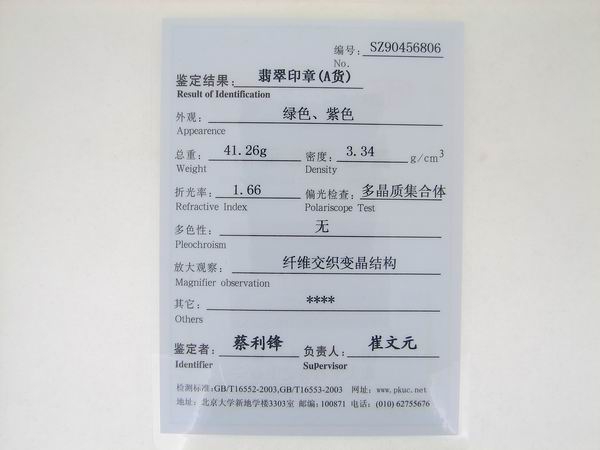 编号: SZ90456806
No.
鉴定结果: 翡翠印章(A货)
Result of Identification
外观: 绿色、紫色
Appearence
总重: 41.26g 密度: 3.34 g/cm³
Weight Density
折光率: 1.66 偏光检查: 多晶质集合体
Refractive Index Polariscope Test
多色性: 无
Pleochroism
放大观察: 纤维交织变晶结构
Magnifier observation
其它: ****
Others
鉴定者: 蔡利锋 负责人: 崔文元
Identifier Supervisor
检测标准:GB/T16552-2003,GB/T16553-2003 网址: www.pkuc.net
地址: 北京大学新地学楼3303室 邮编:100871 电话: (010) 62755676